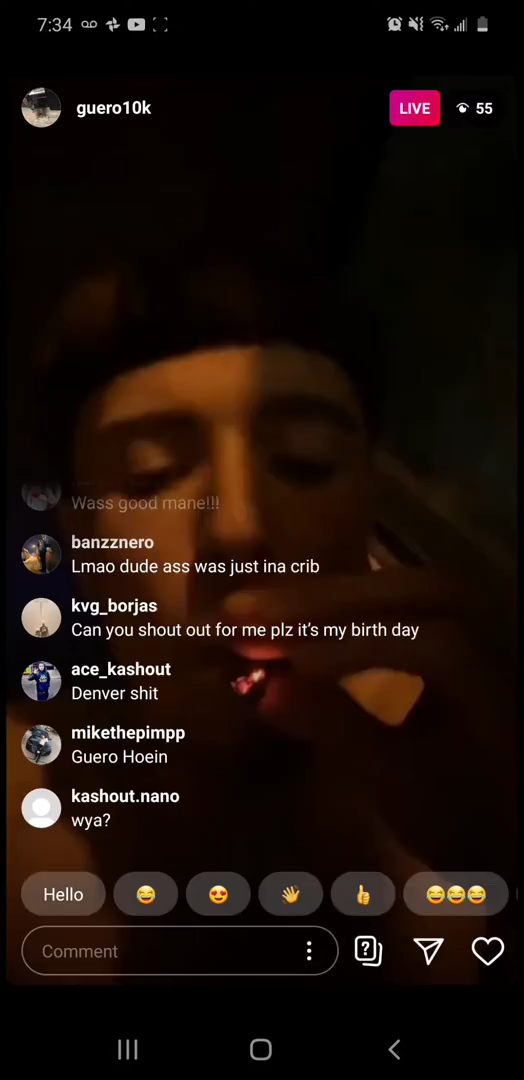 7:34
guero10k
LIVE
55
Wass good mane!!!
banzznero
Lmao dude ass was just ina crib
kvg_borjas
Can you shout out for me plz it's my birth day
ace_kashout
Denver shit
mikethepimpp
Guero Hoein
kashout.nano
wya?
Hello
Comment